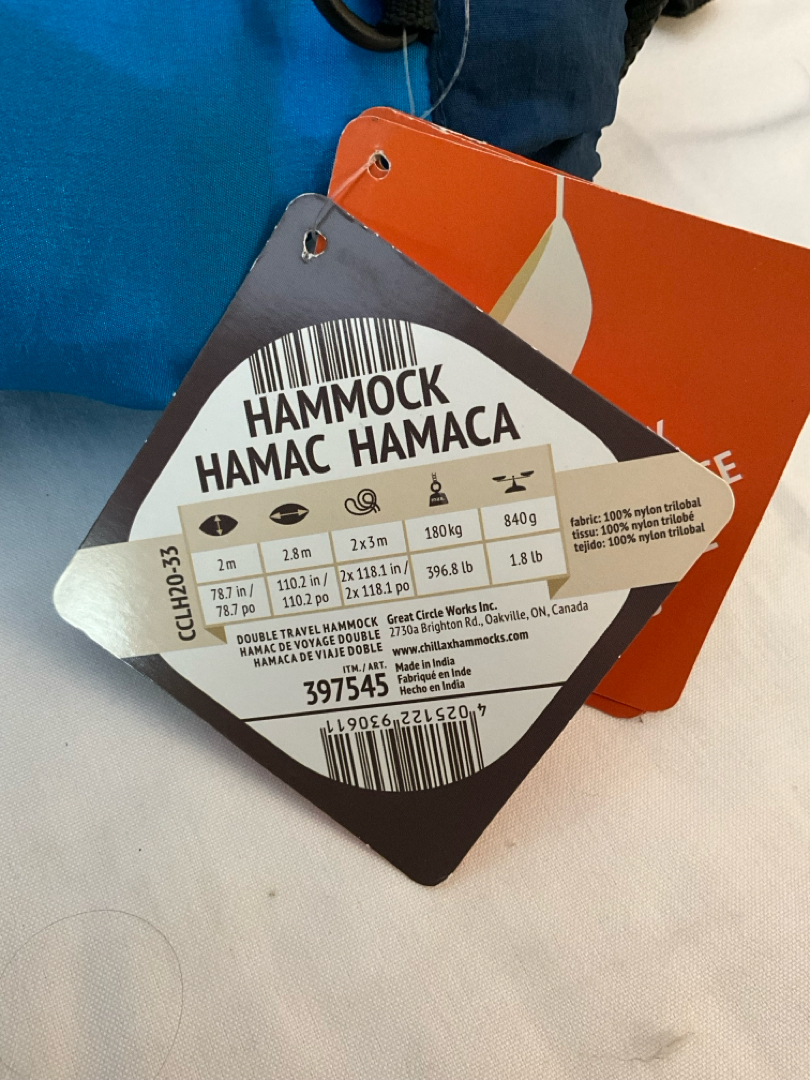 HAMMOCK
HAMAC HAMACA
CCLH20-33
2m 2.8m 2x3m 180kg 840g
78.7 in / 78.7 po 110.2 in / 110.2 po 2x 118.1 in / 2x 118.1 po 396.8 lb 1.8 lb
fabric: 100% nylon trilobal
tissu: 100% nylon trilobé
tejido: 100% nylon trilobal
DOUBLE TRAVEL HAMMOCK
HAMAC DE VOYAGE DOUBLE
HAMACA DE VIAJE DOBLE
Great Circle Works Inc.
2730a Brighton Rd., Oakville, ON, Canada
www.chillaxhammocks.com
ITM./ ART.
397545
Made in India
Fabriqué en Inde
Hecho en India
4 025122 930611